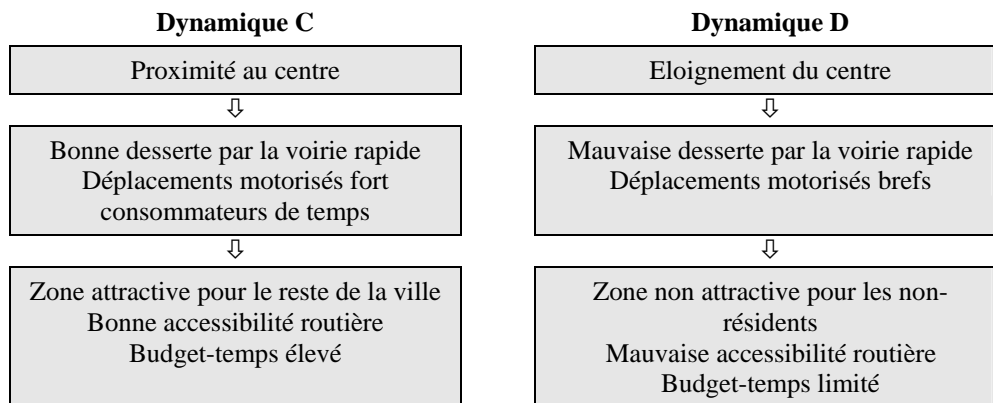 Dynamique C
Proximité au centre
Bonne desserte par la voirie rapide
Déplacements motorisés fort
consommateurs de temps
Zone attractive pour le reste de la ville
Bonne accessibilité routière
Budget-temps élevé
Dynamique D
Eloignement du centre
Mauvaise desserte par la voirie rapide
Déplacements motorisés brefs
Zone non attractive pour les non-
résidents
Mauvaise accessibilité routière
Budget-temps limité